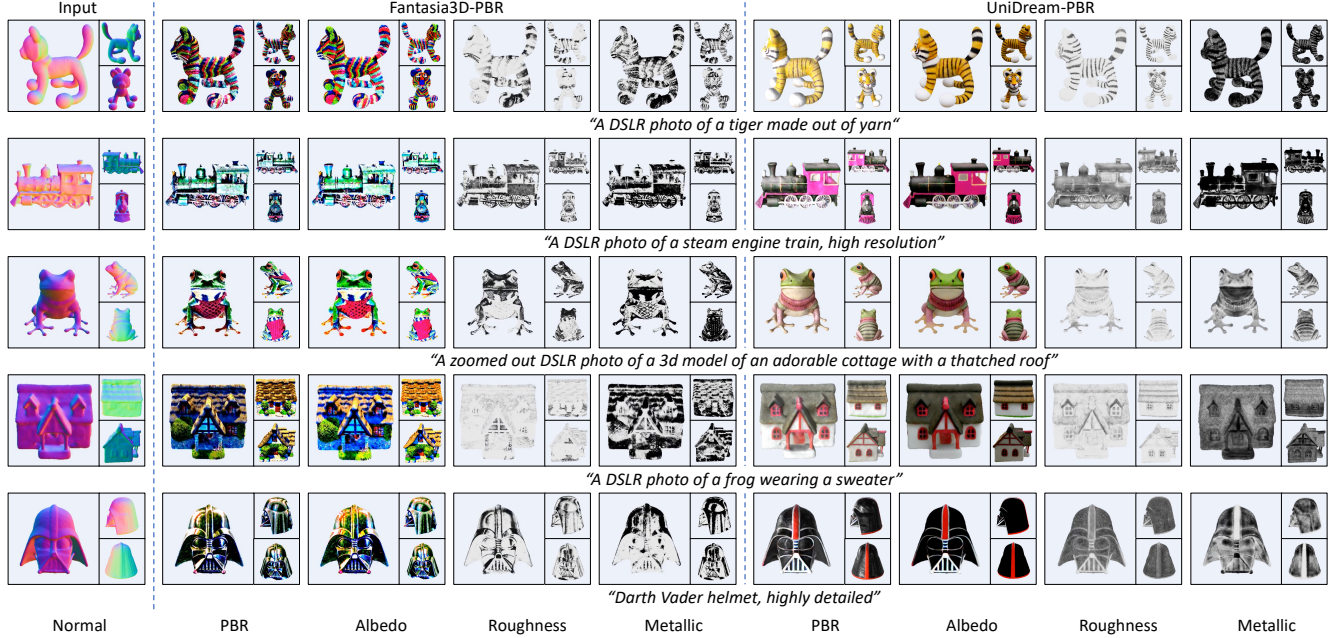 Input Fantasia3D-PBR UniDream-PBR
“A DSLR photo of a tiger made out of yarn“
“A DSLR photo of a steam engine train, high resolution”
“A zoomed out DSLR photo of a 3d model of an adorable cottage with a thatched roof”
“A DSLR photo of a frog wearing a sweater”
“Darth Vader helmet, highly detailed”
Normal PBR Albedo Roughness Metallic PBR Albedo Roughness Metallic